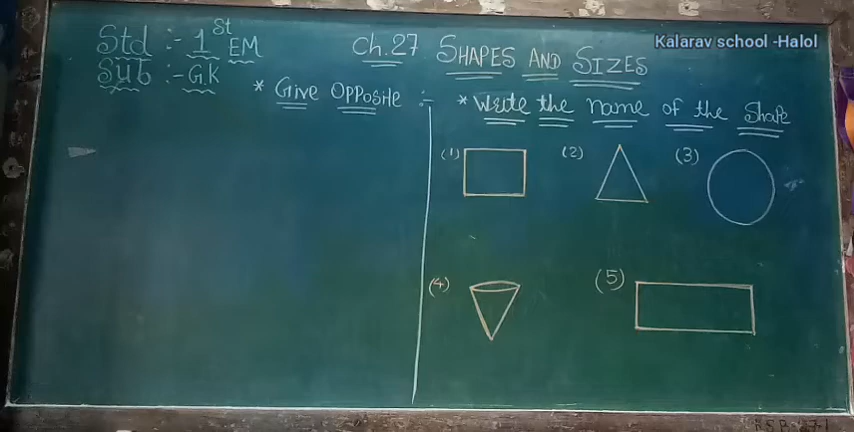 Std :- 1st EM
Sub :- G.K
Ch.27 SHAPES AND SIZES
Kalarav school -Halol
* Give Opposite :-
* Write the name of the Shape
(1)
(2)
(3)
(4)
(5)